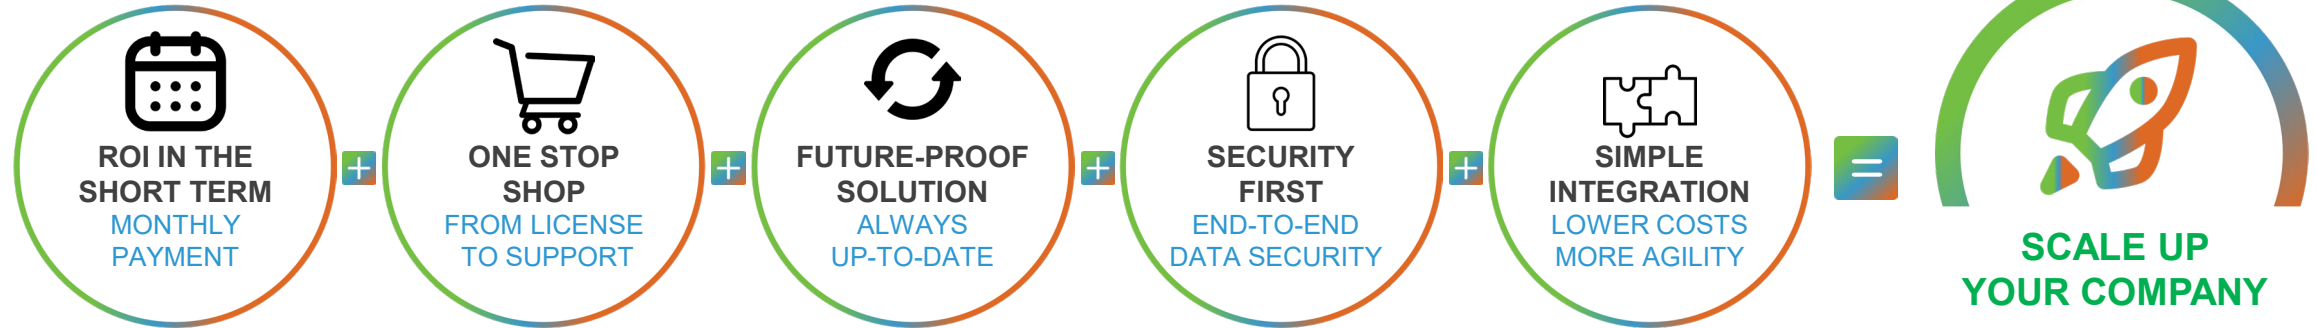 ROI IN THE
SHORT TERM
MONTHLY
PAYMENT
+
ONE STOP
SHOP
FROM LICENSE
TO SUPPORT
+
FUTURE-PROOF
SOLUTION
ALWAYS
UP-TO-DATE
+
SECURITY
FIRST
END-TO-END
DATA SECURITY
+
SIMPLE
INTEGRATION
LOWER COSTS
MORE AGILITY
=
SCALE UP
YOUR COMPANY